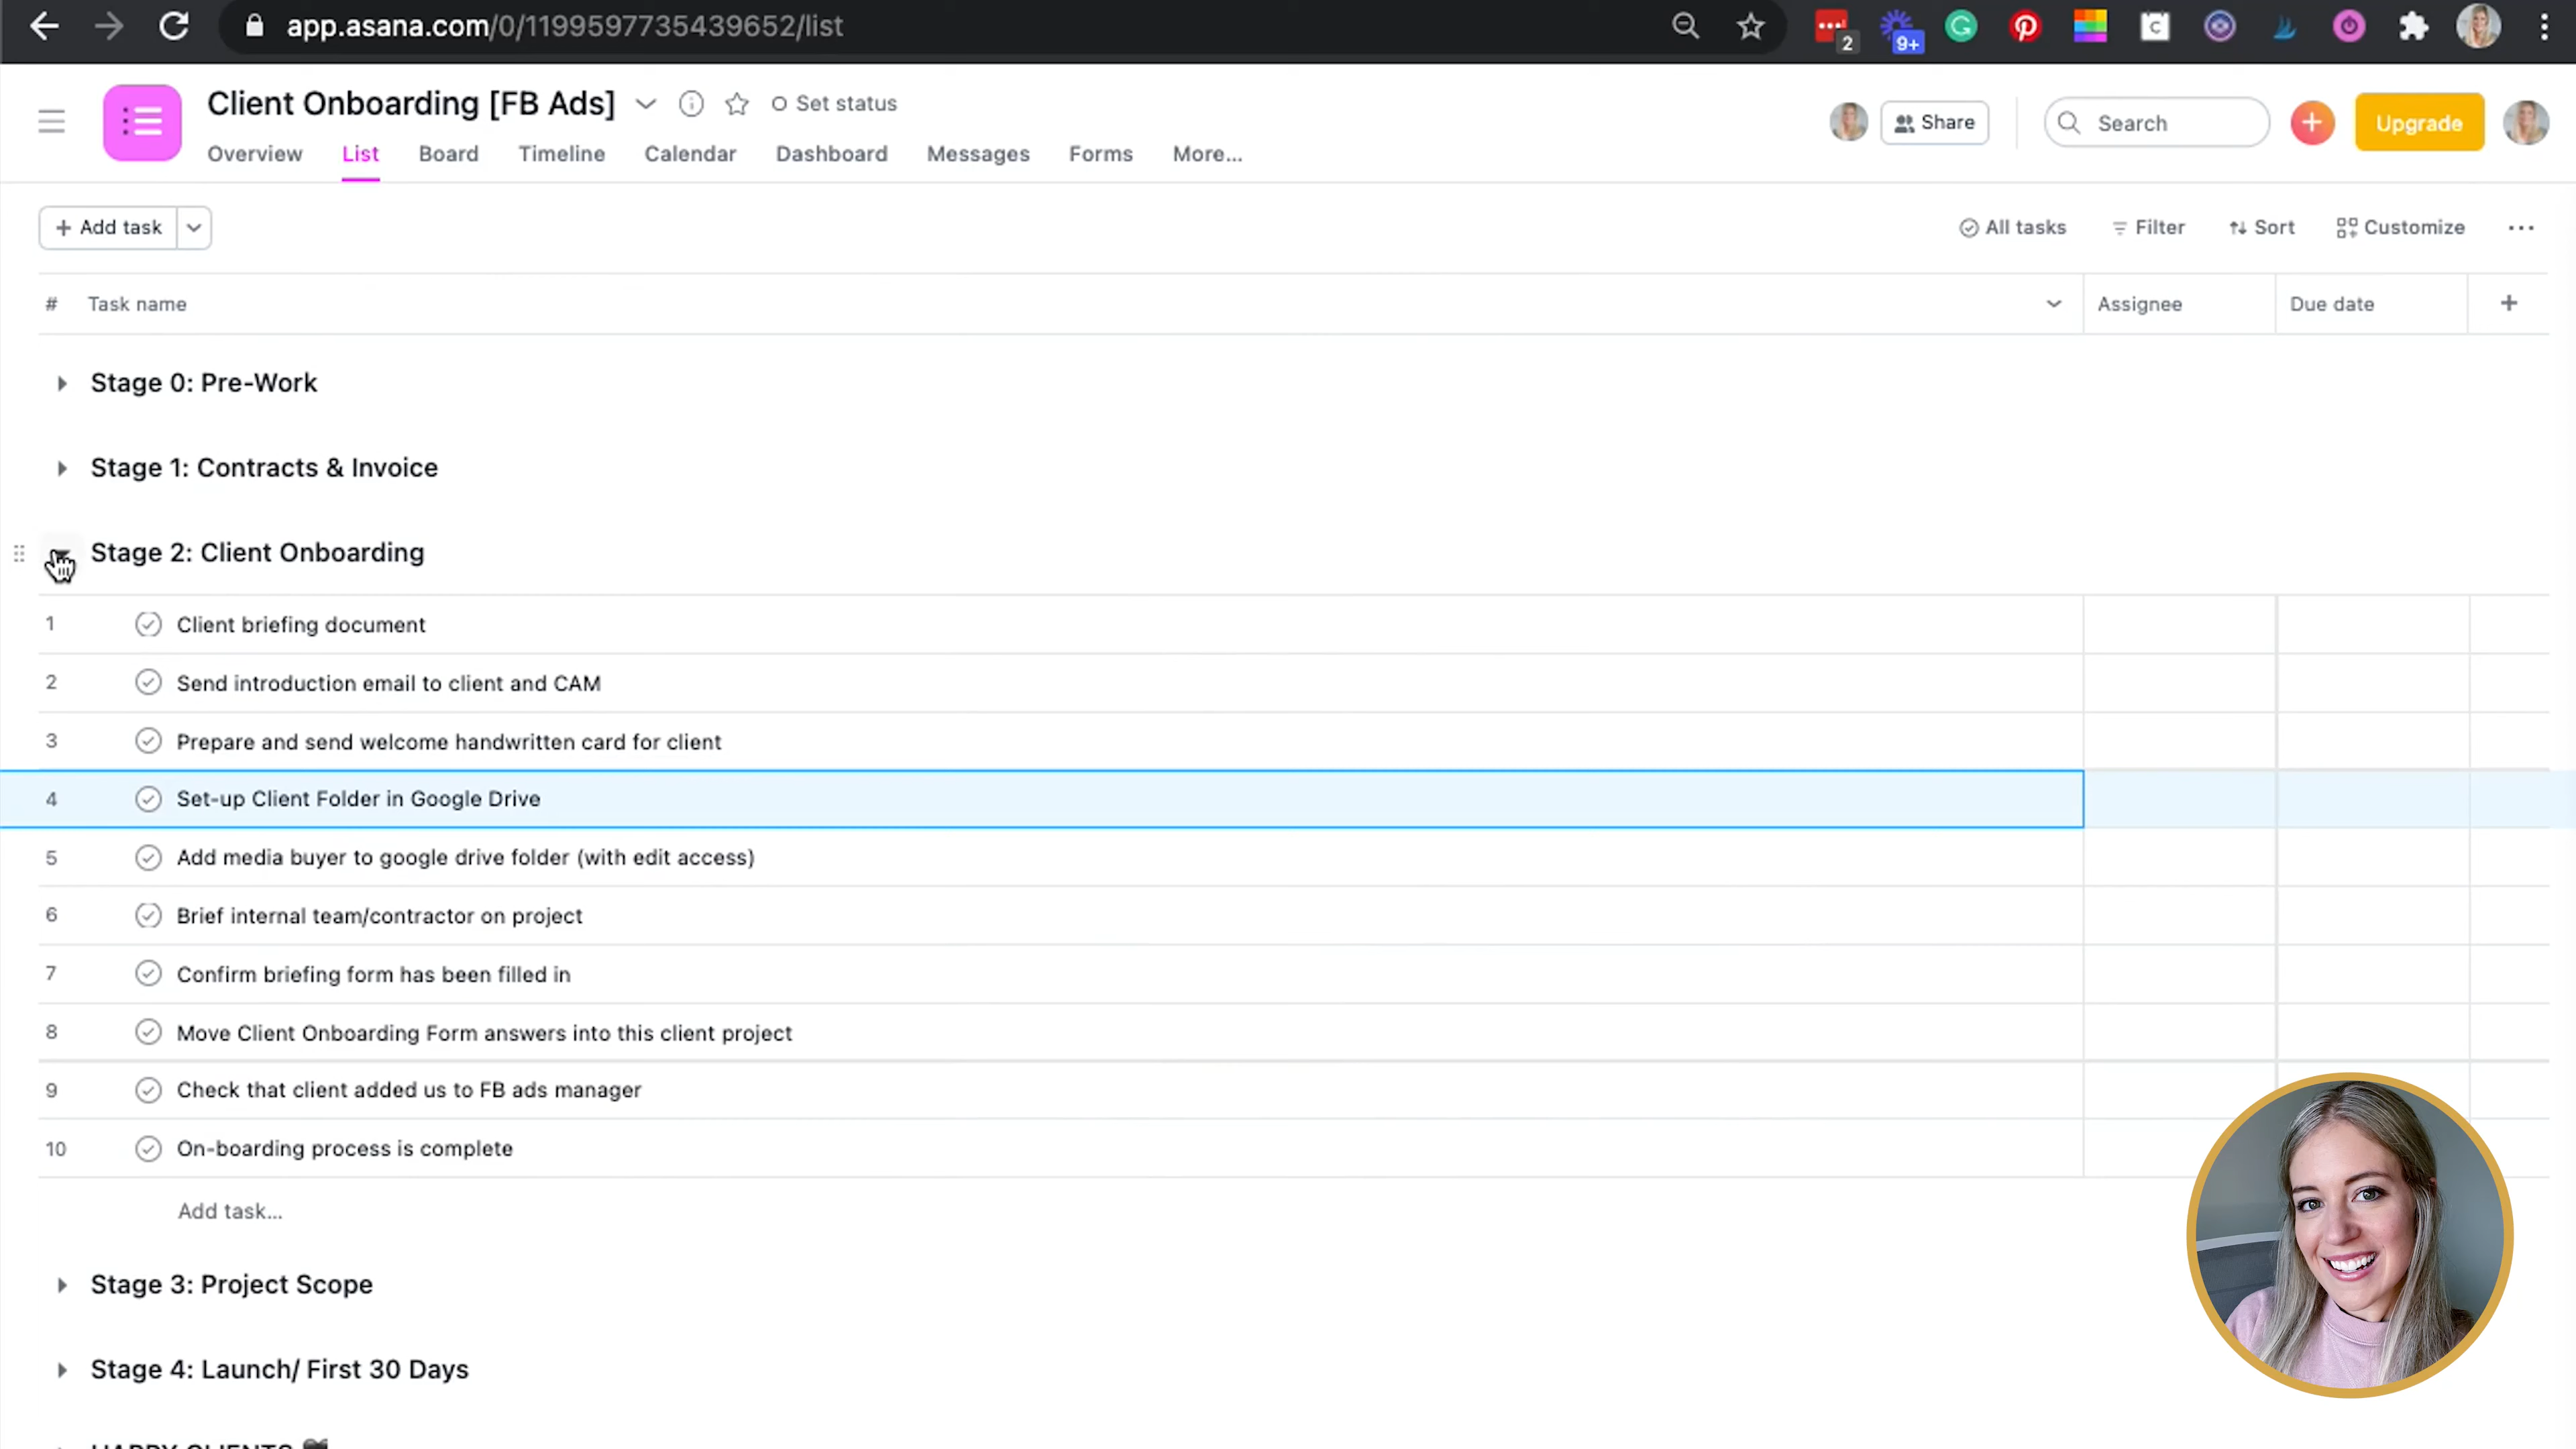 app.asana.com/0/1199597735439652/list
2
9+
Client Onboarding [FB Ads]
Set status
Share
Search
Upgrade
Overview List Board Timeline Calendar Dashboard Messages Forms More...
+ Add task
All tasks Filter Sort Customize
# Task name Assignee Due date
Stage 0: Pre-Work
Stage 1: Contracts & Invoice
Stage 2: Client Onboarding
1 Client briefing document
2 Send introduction email to client and CAM
3 Prepare and send welcome handwritten card for client
4 Set-up Client Folder in Google Drive
5 Add media buyer to google drive folder (with edit access)
6 Brief internal team/contractor on project
7 Confirm briefing form has been filled in
8 Move Client Onboarding Form answers into this client project
9 Check that client added us to FB ads manager
10 On-boarding process is complete
Add task...
Stage 3: Project Scope
Stage 4: Launch/ First 30 Days
HAPPY CLIENTS